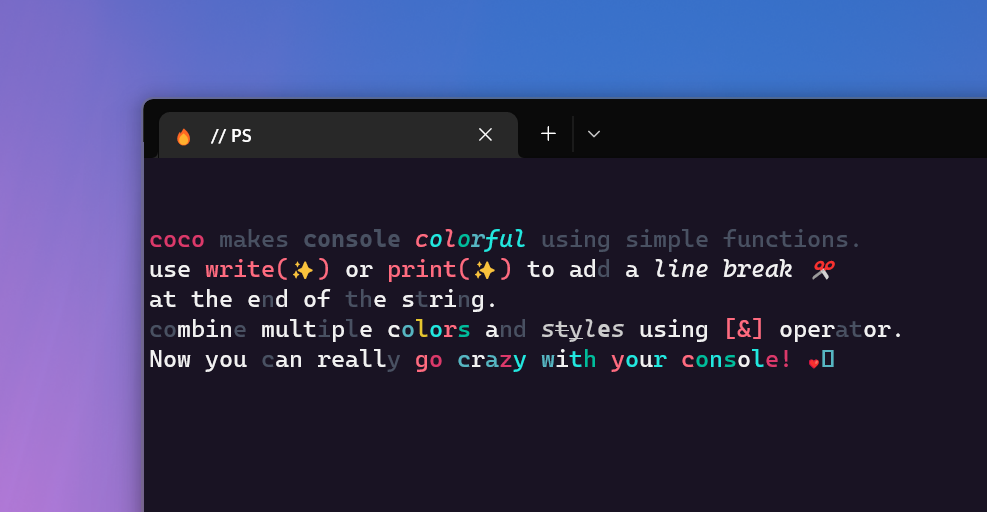 // PS
coco makes console colorful using simple functions.
use write(✨) or print(✨) to add a line break ✂
at the end of the string.
combine multiple colors and styles using [&] operator.
Now you can really go crazy with your console! ❤▯